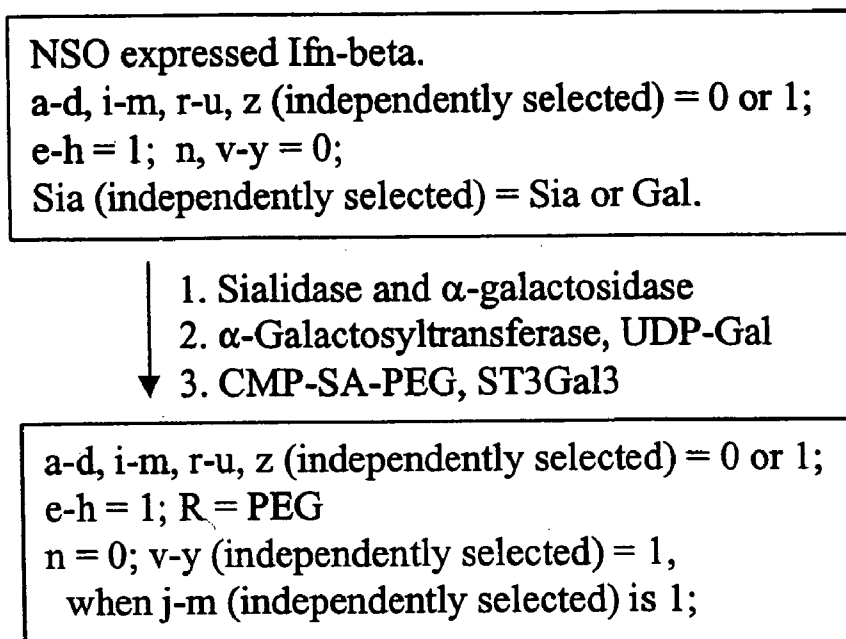 NSO expressed Ifn-beta.
a-d, i-m, r-u, z (independently selected) = 0 or 1;
e-h = 1; n, v-y = 0;
Sia (independently selected) = Sia or Gal.
1. Sialidase and α-galactosidase
2. α-Galactosyltransferase, UDP-Gal
3. CMP-SA-PEG, ST3Gal3
a-d, i-m, r-u, z (independently selected) = 0 or 1;
e-h = 1; R = PEG
n = 0; v-y (independently selected) = 1,
when j-m (independently selected) is 1;